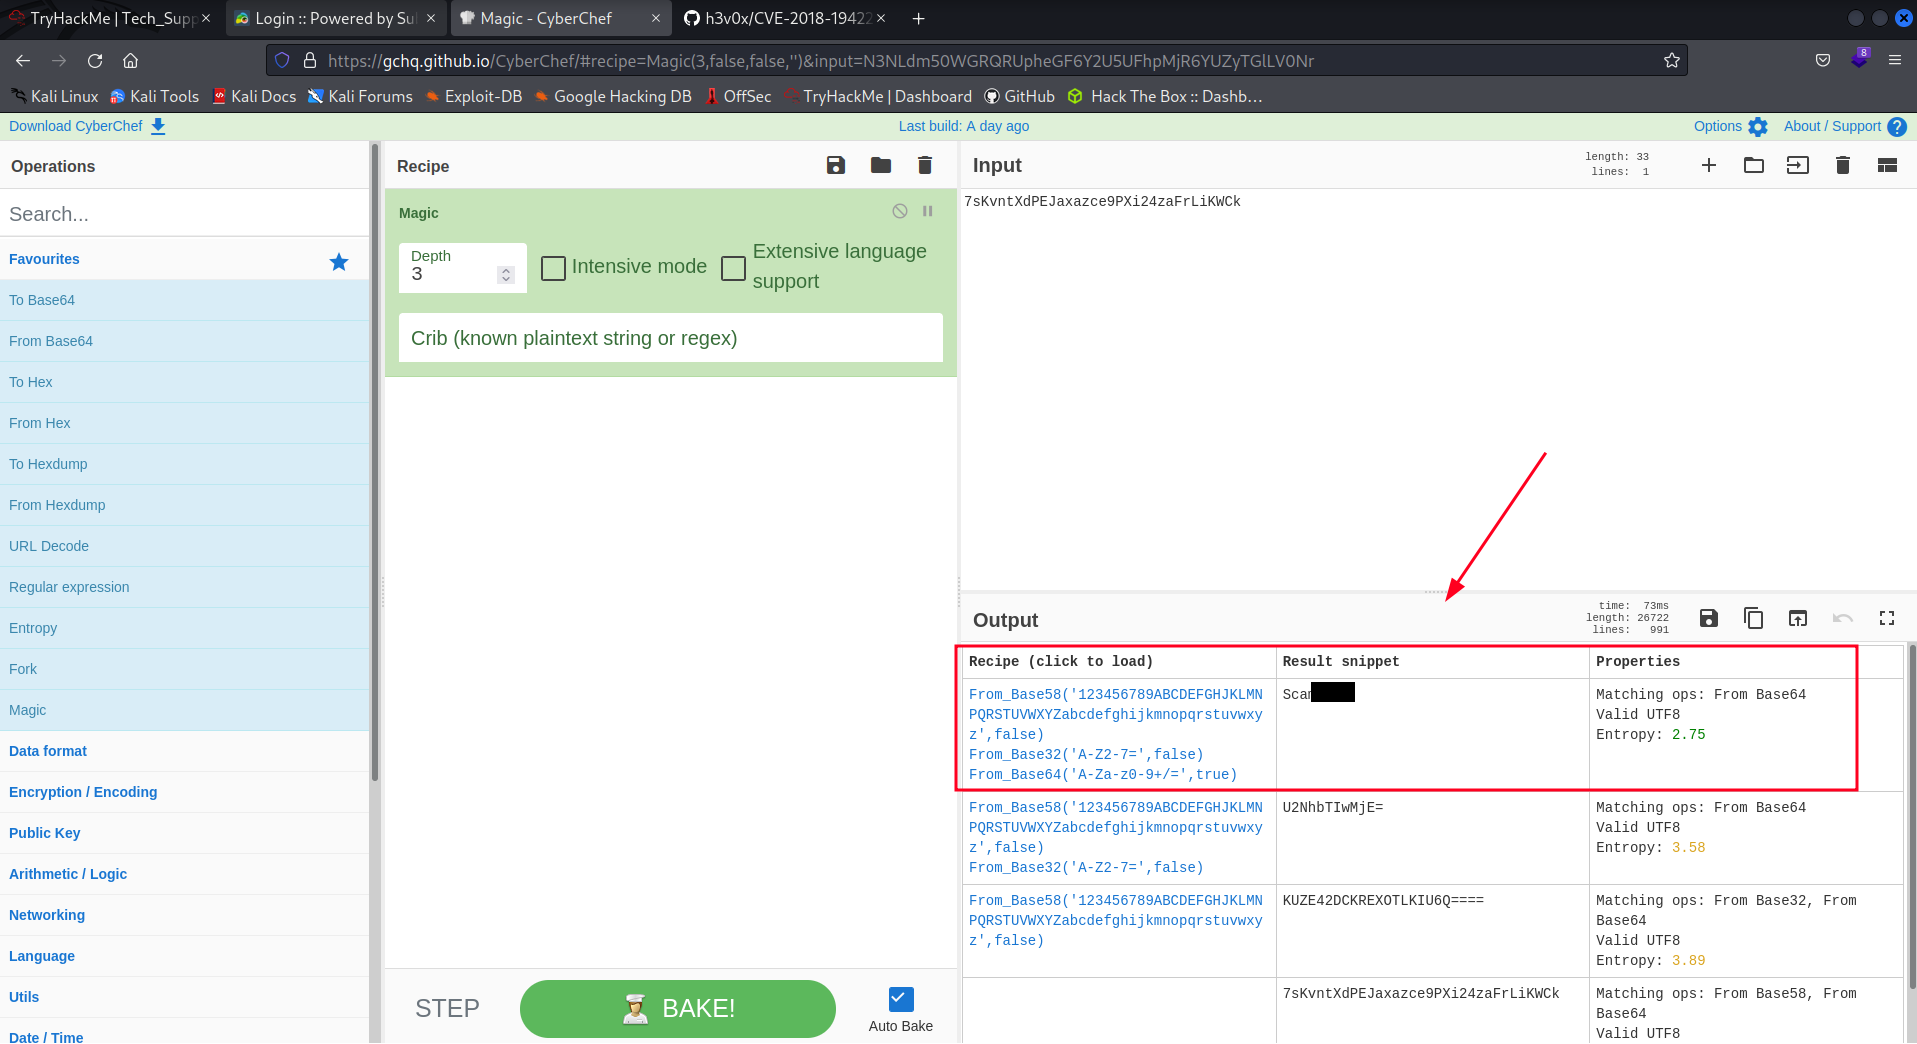 TryHackMe | Tech_Supp
Login :: Powered by Su
Magic - CyberChef
h3v0x/CVE-2018-19422
https://gchq.github.io/CyberChef/#recipe=Magic(3,false,false,'')&input=N3NLdm50WGRQRUpheGF6Y2U5UFhpMjR6YUZyTGlLV0Nr
8
Kali Linux
Kali Tools
Kali Docs
Kali Forums
Exploit-DB
Google Hacking DB
OffSec
TryHackMe | Dashboard
GitHub
Hack The Box :: Dashb…
Download CyberChef
Last build: A day ago
Options
About / Support
Operations
Search...
Favourites
To Base64
From Base64
To Hex
From Hex
To Hexdump
From Hexdump
URL Decode
Regular expression
Entropy
Fork
Magic
Data format
Encryption / Encoding
Public Key
Arithmetic / Logic
Networking
Language
Utils
Date / Time
Recipe
Magic
Depth
3
Intensive mode
Extensive language
support
Crib (known plaintext string or regex)
STEP
BAKE!
Auto Bake
Input
length: 33
lines: 1
7sKvntXdPEJaxazce9PXi24zaFrLiKWCk
Output
time: 73ms
length: 26722
lines: 991
Recipe (click to load)
Result snippet
Properties
From_Base58('123456789ABCDEFGHJKLMN
PQRSTUVWXYZabcdefghijkmnopqrstuvwxy
z',false)
From_Base32('A-Z2-7=',false)
From_Base64('A-Za-z0-9+/=',true)
Matching ops: From Base64
Valid UTF8
Entropy: 2.75
From_Base58('123456789ABCDEFGHJKLMN
PQRSTUVWXYZabcdefghijkmnopqrstuvwxy
z',false)
From_Base32('A-Z2-7=',false)
U2NhbTIwMjE=
Matching ops: From Base64
Valid UTF8
Entropy: 3.58
From_Base58('123456789ABCDEFGHJKLMN
PQRSTUVWXYZabcdefghijkmnopqrstuvwxy
z',false)
KUZE42DCKREXOTLKIU6Q====
Matching ops: From Base32, From
Base64
Valid UTF8
Entropy: 3.89
7sKvntXdPEJaxazce9PXi24zaFrLiKWCk
Matching ops: From Base58, From
Base64
Valid UTF8